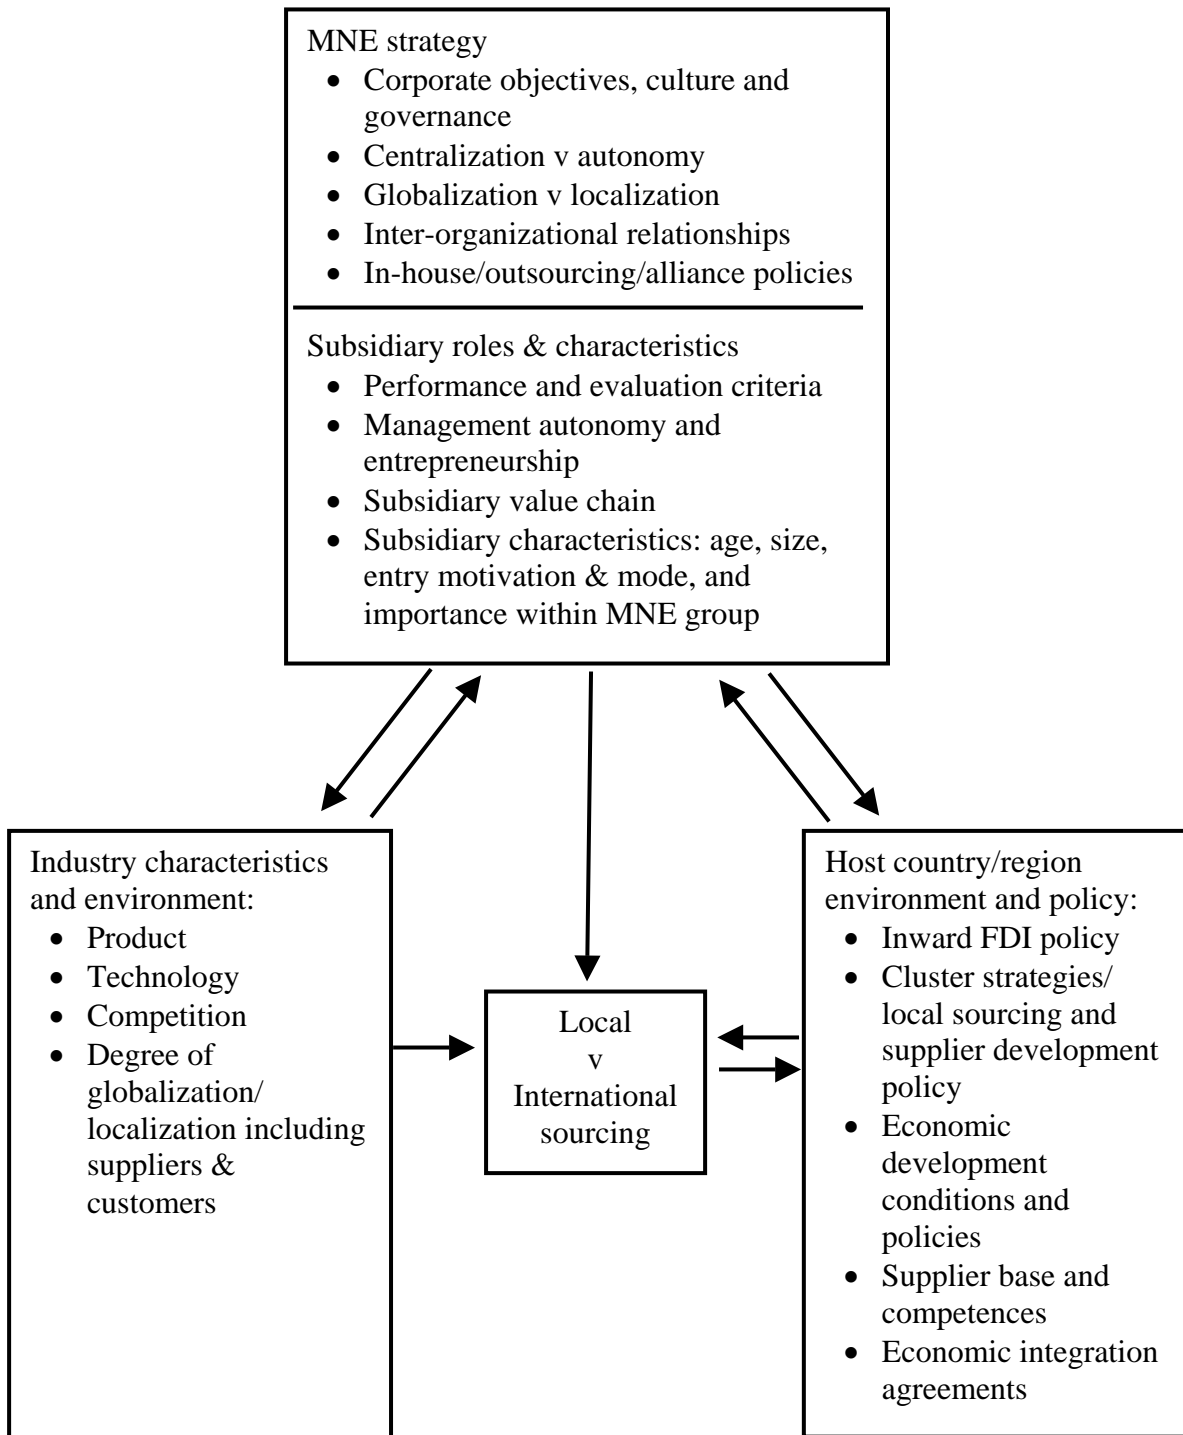 MNE strategy
• Corporate objectives, culture and
governance
• Centralization v autonomy
• Globalization v localization
• Inter-organizational relationships
• In-house/outsourcing/alliance policies
Subsidiary roles & characteristics
• Performance and evaluation criteria
• Management autonomy and
entrepreneurship
• Subsidiary value chain
• Subsidiary characteristics: age, size,
entry motivation & mode, and
importance within MNE group
Industry characteristics
and environment:
• Product
• Technology
• Competition
• Degree of
globalization/
localization including
suppliers &
customers
Local
v
International
sourcing
Host country/region
environment and policy:
• Inward FDI policy
• Cluster strategies/
local sourcing and
supplier development
policy
• Economic
development
conditions and
policies
• Supplier base and
competences
• Economic integration
agreements